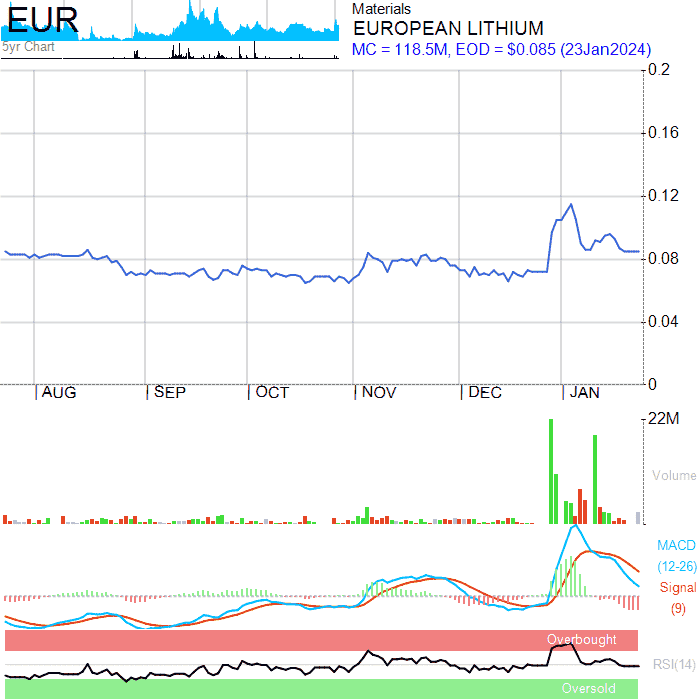 EUR
5yr Chart
Materials
EUROPEAN LITHIUM
MC = 118.5M, EOD = $0.085 (23Jan2024)
0.2
0.16
0.12
0.08
0.04
0
AUG SEP OCT NOV DEC JAN
22M
Volume
MACD
(12-26)
Signal
(9)
Overbought
RSI(14)
Oversold